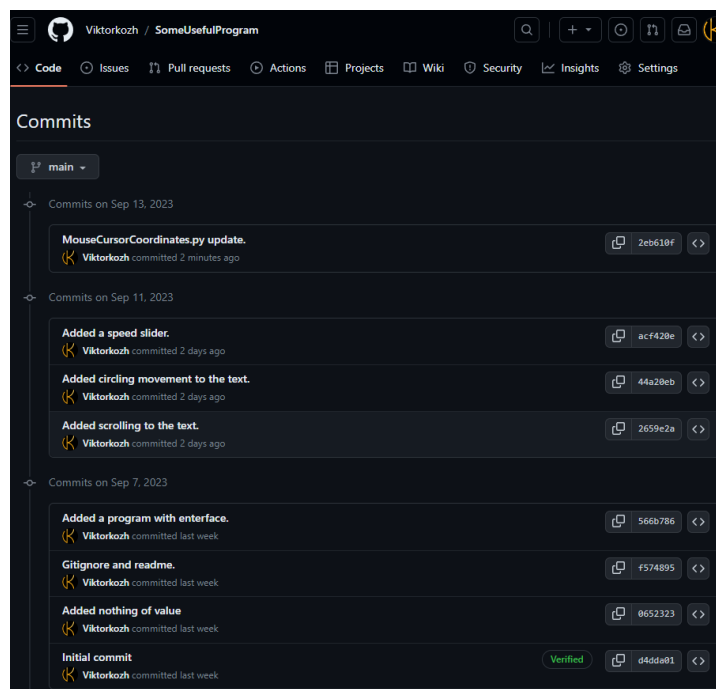 Viktorkozh / SomeUsefulProgram
Code Issues Pull requests Actions Projects Wiki Security Insights Settings
Commits
main
Commits on Sep 13, 2023
MouseCursorCoordinates.py update.
2eb610f
Viktorkozh committed 2 minutes ago
Commits on Sep 11, 2023
Added a speed slider.
acf420e
Viktorkozh committed 2 days ago
Added circling movement to the text.
44a20eb
Viktorkozh committed 2 days ago
Added scrolling to the text.
2659e2a
Viktorkozh committed 2 days ago
Commits on Sep 7, 2023
Added a program with enterface.
566b786
Viktorkozh committed last week
Gitignore and readme.
f574895
Viktorkozh committed last week
Added nothing of value
0652323
Viktorkozh committed last week
Initial commit
Verified d4dda01
Viktorkozh committed last week